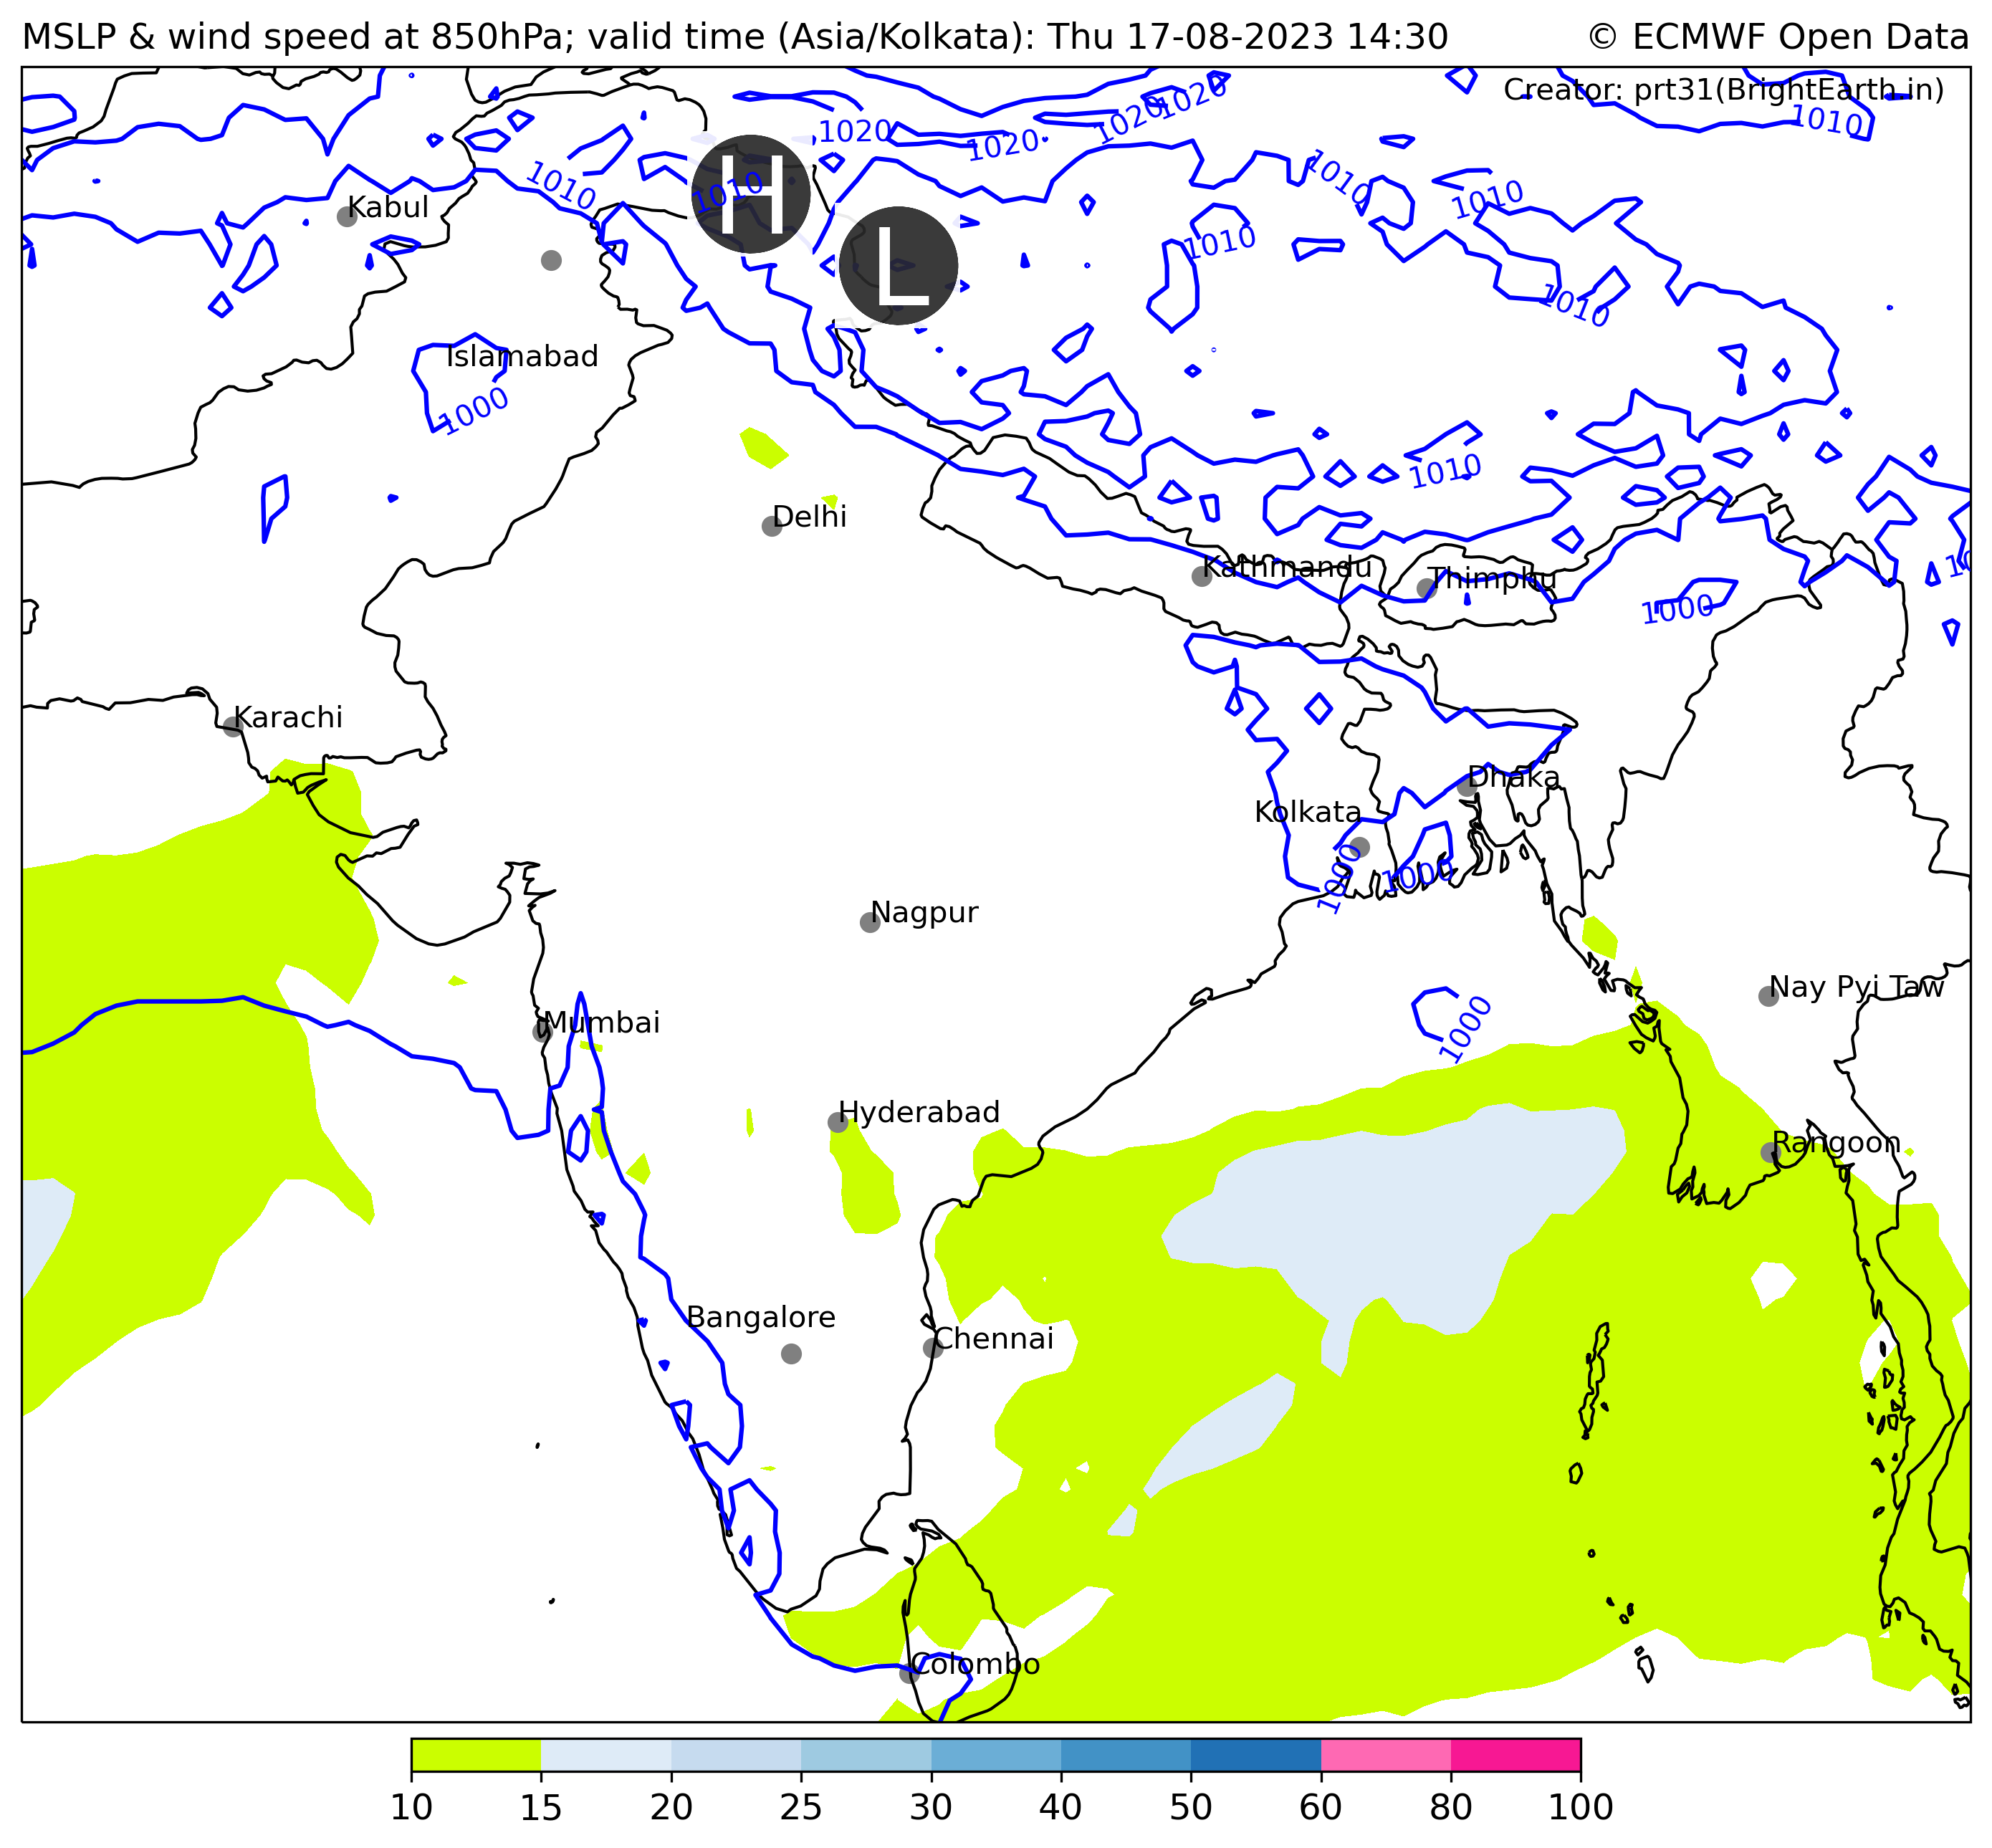 MSLP & wind speed at 850hPa; valid time (Asia/Kolkata): Thu 17-08-2023 14:30
© ECMWF Open Data
Creator: prt31(BrightEarth.in)
1020
1020
1020
1020
1010
1010
H
1010
1010
1010
Kabul
1010
L
1010
Islamabad
1000
1010
Delhi
Kathmandu
Thimphu
1000
Karachi
Dhaka
Kolkata
1000
1000
Nagpur
Nay Pyi Taw
Mumbai
1000
Hyderabad
Rangoon
Bangalore
Chennai
Colombo
10 15 20 25 30 40 50 60 80 100